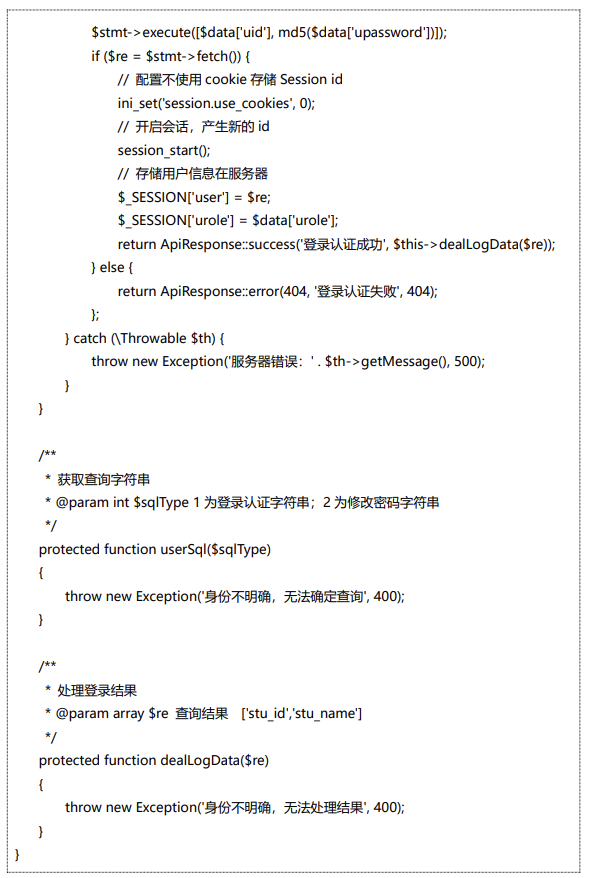 $stmt->execute([$data['uid'], md5($data['upassword'])]);
if ($re = $stmt->fetch()) {
// 配置不使用 cookie 存储 Session id
ini_set('session.use_cookies', 0);
// 开启会话，产生新的 id
session_start();
// 存储用户信息在服务器
$_SESSION['user'] = $re;
$_SESSION['urole'] = $data['urole'];
return ApiResponse::success('登录认证成功', $this->dealLogData($re));
} else {
return ApiResponse::error(404, '登录认证失败', 404);
};
} catch (\Throwable $th) {
throw new Exception('服务器错误：' . $th->getMessage(), 500);
}
}
/**
* 获取查询字符串
* @param int $sqlType 1 为登录认证字符串；2 为修改密码字符串
*/
protected function userSql($sqlType)
{
throw new Exception('身份不明确，无法确定查询', 400);
}
/**
* 处理登录结果
* @param array $re 查询结果 ['stu_id','stu_name']
*/
protected function dealLogData($re)
{
throw new Exception('身份不明确，无法处理结果', 400);
}
}